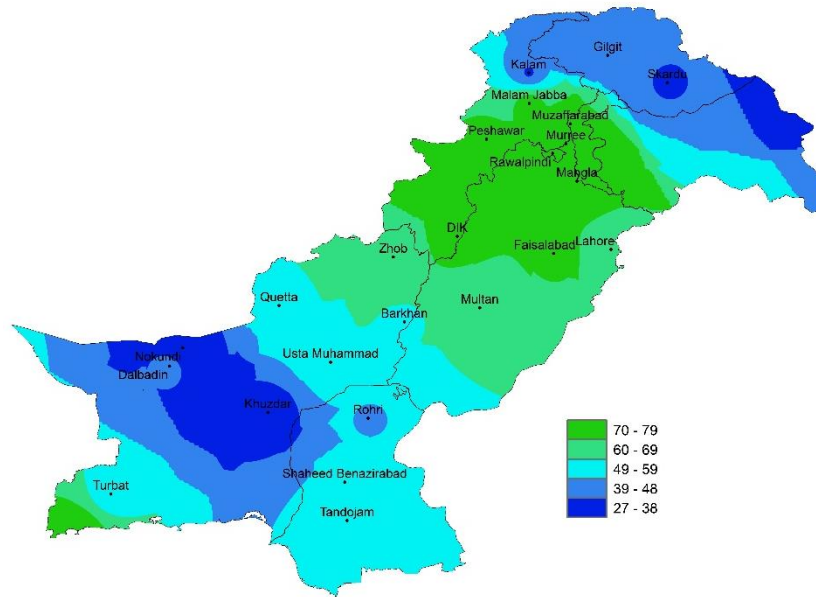 Gilgit
Kalam
Skardu
Malam Jabba
Muzaffarabad
Peshawar
Murree
Rawalpindi
Mangla
DIK
Faisalabad
Lahore
Zhob
Quetta
Multan
Barkhan
Nokundi
Usta Muhammad
Dalbadin
Khuzdar
Rohri
Shaheed Benazirabad
Turbat
Tandojam
70 - 79
60 - 69
49 - 59
39 - 48
27 - 38